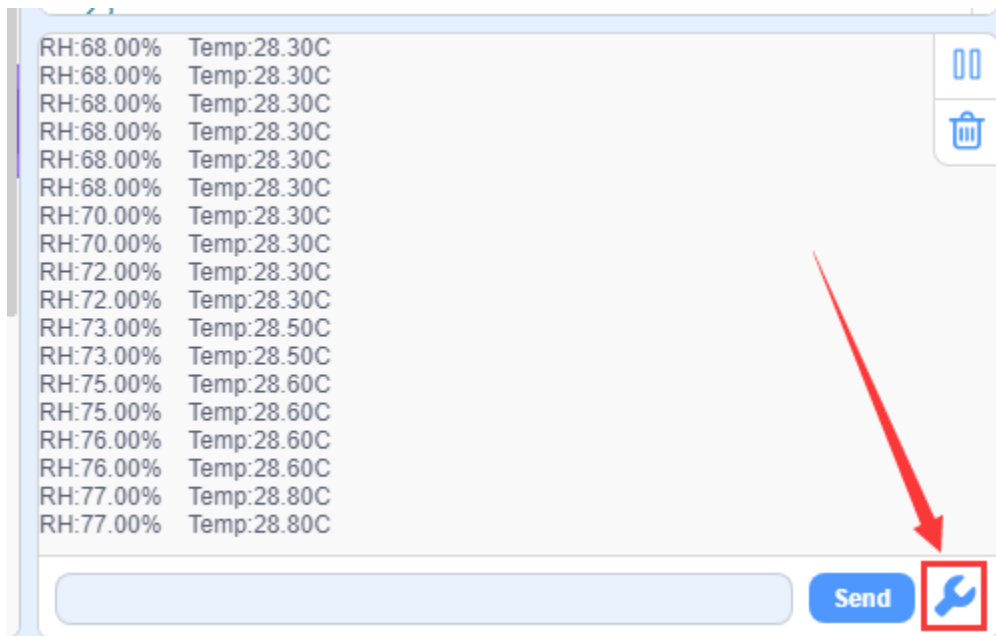 RH:68.00% Temp:28.30C
RH:68.00% Temp:28.30C
RH:68.00% Temp:28.30C
RH:68.00% Temp:28.30C
RH:68.00% Temp:28.30C
RH:68.00% Temp:28.30C
RH:70.00% Temp:28.30C
RH:70.00% Temp:28.30C
RH:72.00% Temp:28.30C
RH:72.00% Temp:28.30C
RH:73.00% Temp:28.50C
RH:73.00% Temp:28.50C
RH:75.00% Temp:28.60C
RH:75.00% Temp:28.60C
RH:76.00% Temp:28.60C
RH:76.00% Temp:28.60C
RH:77.00% Temp:28.80C
RH:77.00% Temp:28.80C
Send